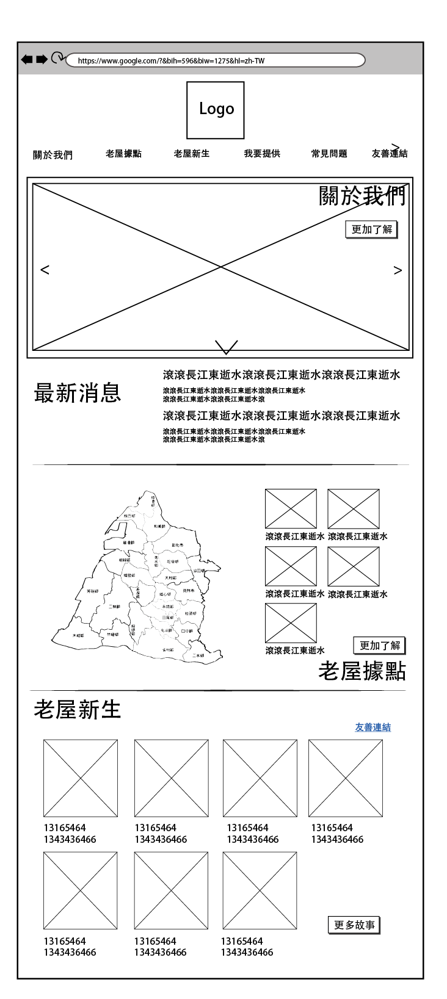 https://www.google.com/?&bih=596&biw=1275&hl=zh-TW
Logo
關於我們 老屋據點 老屋新生 我要提供 常見問題 友善連結
>
關於我們
更加了解
< >
最新消息
滾滾長江東逝水滾滾長江東逝水滾滾長江東逝水
滾滾長江東逝水滾滾長江東逝水滾滾長江東逝水
滾滾長江東逝水滾滾長江東逝水滾
滾滾長江東逝水滾滾長江東逝水滾滾長江東逝水
滾滾長江東逝水滾滾長江東逝水滾滾長江東逝水
滾滾長江東逝水滾滾長江東逝水滾
伸港鄉
線西鄉
和美鎮
鹿港鎮
彰化市
福興鄉
秀水鄉
花壇鄉
芬園鄉
埔鹽鄉
大村鄉
芳苑鄉
溪湖鎮
埔心鄉
員林市
二林鎮
永靖鄉
社頭鄉
田尾鄉
埤頭鄉
北斗鎮
田中鎮
大城鄉
竹塘鄉
溪州鄉
二水鄉
滾滾長江東逝水 滾滾長江東逝水
滾滾長江東逝水 滾滾長江東逝水
滾滾長江東逝水
更加了解
老屋據點
老屋新生
友善連結
13165464 13165464 13165464 13165464
1343436466 1343436466 1343436466 1343436466
13165464 13165464 13165464
1343436466 1343436466 1343436466
更多故事